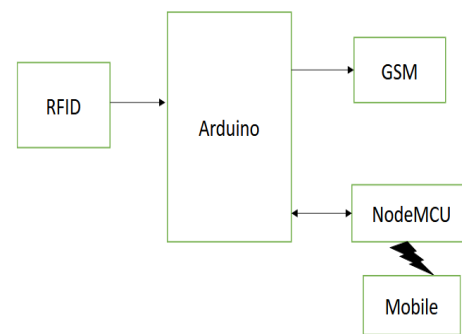 RFID
Arduino
GSM
NodeMCU
Mobile